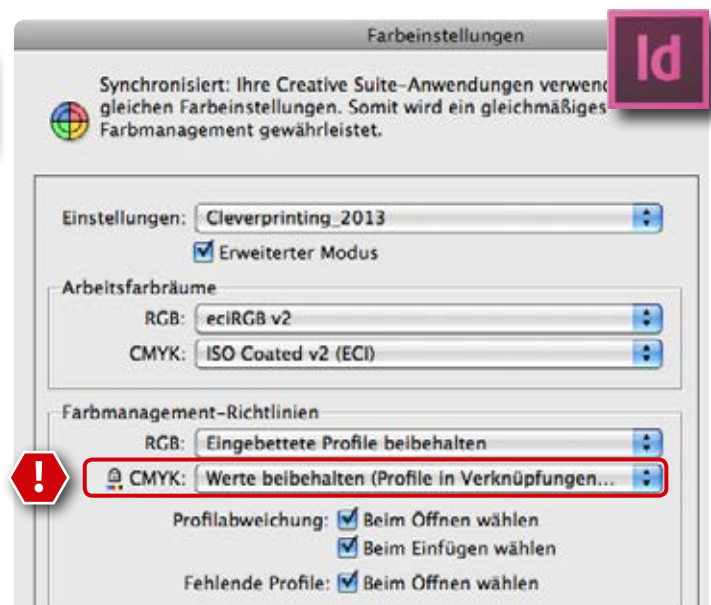 Farbeinstellungen
Id
Synchronisiert: Ihre Creative Suite-Anwendungen
gleichen Farbeinstellungen. Somit wird ein gleichmäßiges
Farbmanagement gewährleistet.
Einstellungen: Cleverprinting_2013
Erweiterter Modus
Arbeitsfarbräume
RGB: eciRGB v2
CMYK: ISO Coated v2 (ECI)
Farbmanagement-Richtlinien
RGB: Eingebettete Profile beibehalten
! CMYK: Werte beibehalten (Profile in Verknüpfungen...
Profilabweichung: Beim Öffnen wählen
Beim Einfügen wählen
Fehlende Profile: Beim Öffnen wählen